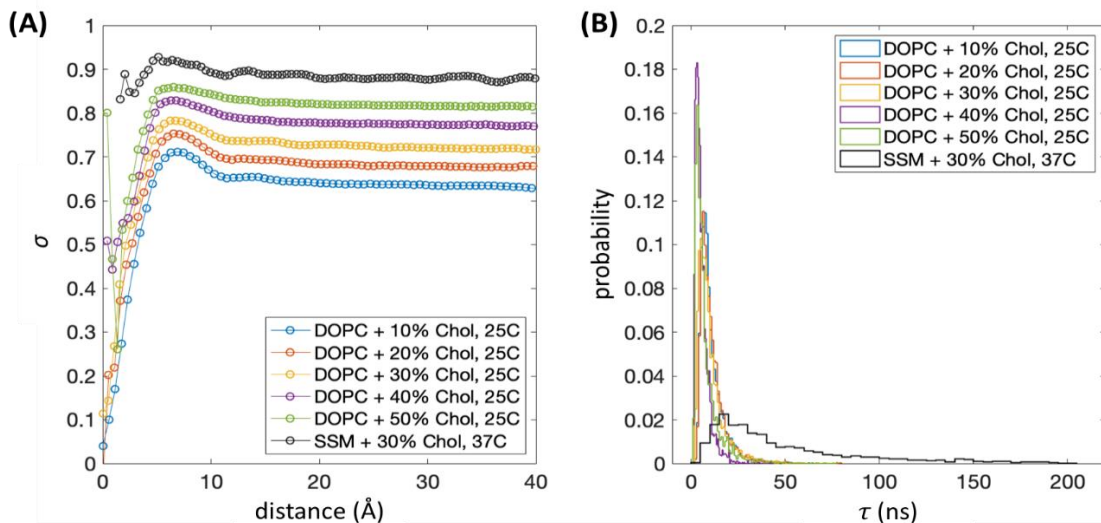 (A)
1
0.9
0.8
0.7
0.6
0.5
0.4
0.3
0.2
0.1
0
σ
DOPC + 10% Chol, 25C
DOPC + 20% Chol, 25C
DOPC + 30% Chol, 25C
DOPC + 40% Chol, 25C
DOPC + 50% Chol, 25C
SSM + 30% Chol, 37C
0 10 20 30 40
distance (Å)
(B)
0.2
0.18
0.16
0.14
0.12
0.1
0.08
0.06
0.04
0.02
0
probability
DOPC + 10% Chol, 25C
DOPC + 20% Chol, 25C
DOPC + 30% Chol, 25C
DOPC + 40% Chol, 25C
DOPC + 50% Chol, 25C
SSM + 30% Chol, 37C
0 50 100 150 200
τ (ns)